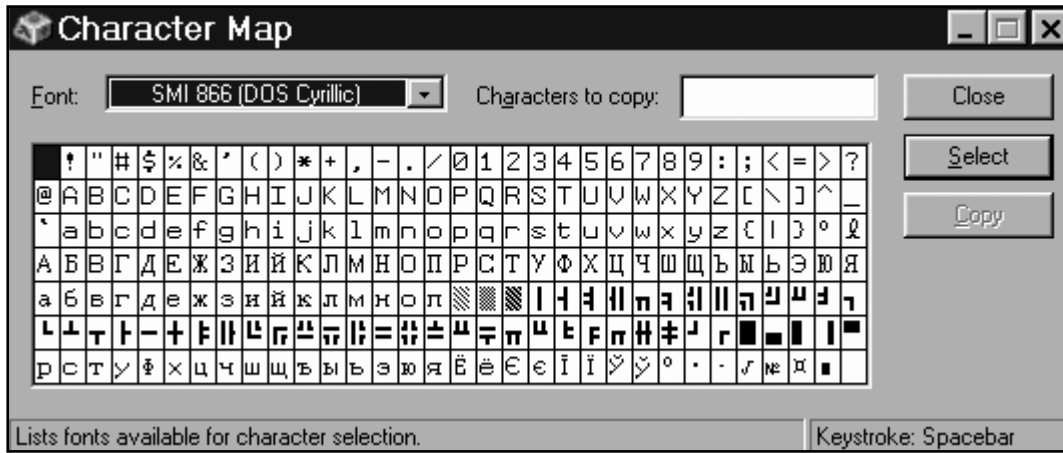 Character Map
Font: SMI 866 (DOS Cyrillic) Characters to copy: Close
Select
Copy
! " # $ % & ' ( ) * + , - . / 0 1 2 3 4 5 6 7 8 9 : ; < = > ?
@ A B C D E F G H I J K L M N O P Q R S T U V W X Y Z [ \ ] ^ _
` a b c d e f g h i j k l m n o p q r s t u v w x y z { | } °
А Б В Г Д Е Ж З И Й К Л М Н О П Р С Т У Ф Х Ц Ч Ш Щ Ъ Ы Ь Э Ю Я
а б в г д е ж з и й к л м н о п ░ ▒ ▓ │ ┤ ╡ ╢ ╖ ╕ ╣ ║ ╗ ╝ ╜ ╛ ┐
└ ┴ ┬ ├ ─ ┼ ╞ ╟ ╚ ╔ ╩ ╦ ╠ ═ ╬ ╧ ╨ ╤ ╥ ╙ ╘ ╒ ╓ ╫ ╪ ┘ ┌ █ ▄ ▌ ▐ ▀
р с т у ф х ц ч ш щ ъ ы ь э ю я Ё ё Є є Ї ї Ў ў ° • · √ № ¤ ■
Lists fonts available for character selection. Keystroke: Spacebar